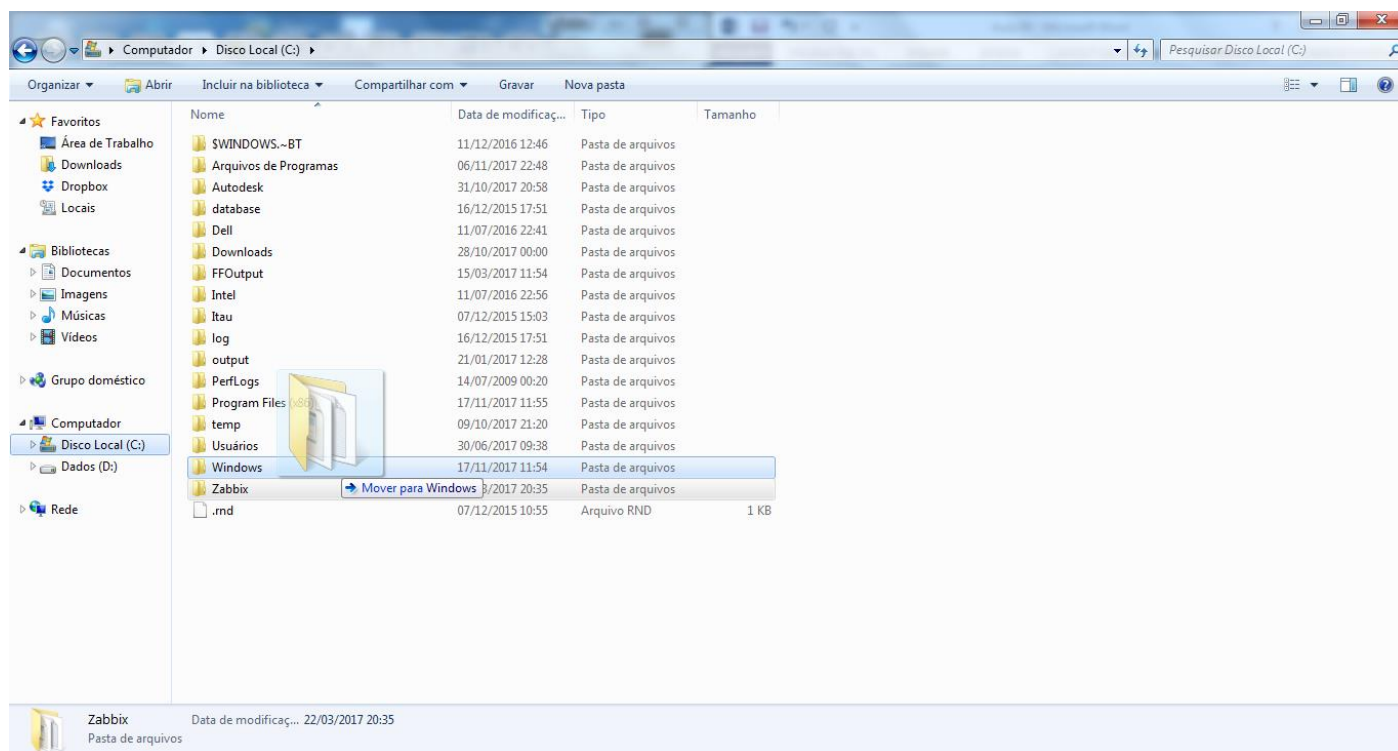 Computador ▸ Disco Local (C:) ▸
Pesquisar Disco Local (C:)
Organizar Abrir Incluir na biblioteca Compartilhar com Gravar Nova pasta
Favoritos
Área de Trabalho
Downloads
Dropbox
Locais
Bibliotecas
Documentos
Imagens
Músicas
Vídeos
Grupo doméstico
Computador
Disco Local (C:)
Dados (D:)
Rede
Nome Data de modificaç... Tipo Tamanho
$WINDOWS.~BT 11/12/2016 12:46 Pasta de arquivos
Arquivos de Programas 06/11/2017 22:48 Pasta de arquivos
Autodesk 31/10/2017 20:58 Pasta de arquivos
database 16/12/2015 17:51 Pasta de arquivos
Dell 11/07/2016 22:41 Pasta de arquivos
Downloads 28/10/2017 00:00 Pasta de arquivos
FFOutput 15/03/2017 11:54 Pasta de arquivos
Intel 11/07/2016 22:56 Pasta de arquivos
Itau 07/12/2015 15:03 Pasta de arquivos
log 16/12/2015 17:51 Pasta de arquivos
output 21/01/2017 12:28 Pasta de arquivos
PerfLogs 14/07/2009 00:20 Pasta de arquivos
Program Files (x86) 17/11/2017 11:55 Pasta de arquivos
temp 09/10/2017 21:20 Pasta de arquivos
Usuários 30/06/2017 09:38 Pasta de arquivos
Windows 17/11/2017 11:54 Pasta de arquivos
Zabbix Mover para Windows 3/2017 20:35 Pasta de arquivos
.rnd 07/12/2015 10:55 Arquivo RND 1 KB
Zabbix Data de modificaç... 22/03/2017 20:35
Pasta de arquivos